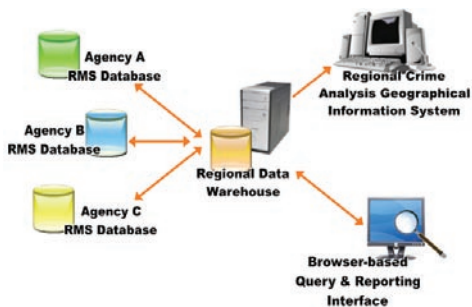 Agency A
RMS Database
Agency B
RMS Database
Agency C
RMS Database
Regional Data
Warehouse
Regional Crime
Analysis Geographical
Information System
Browser-based
Query & Reporting
Interface